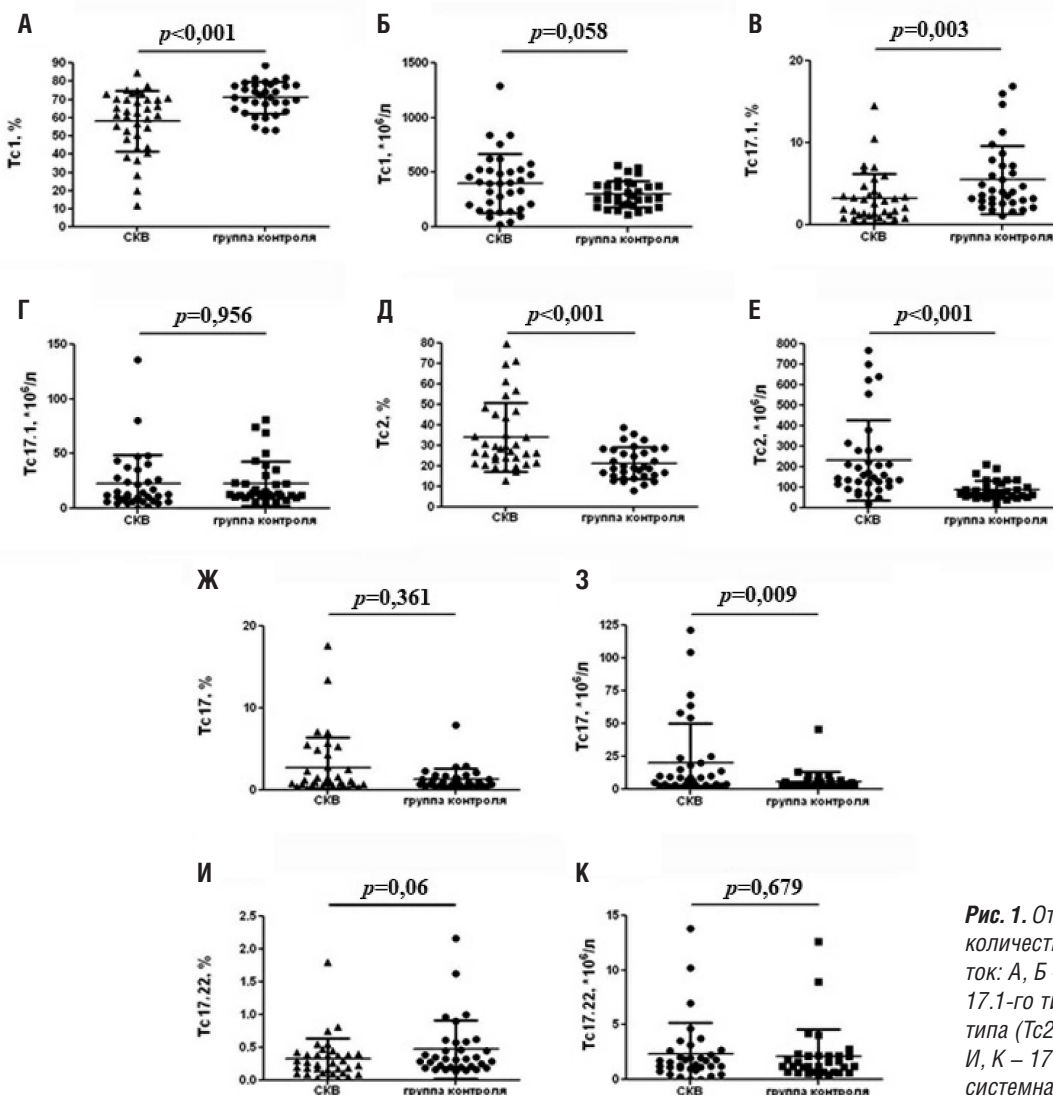 А
p<0,001
Tc1, %
90
80
70
60
50
40
30
20
10
0
СКВ
группа контроля
Б
p=0,058
Tc1, *10⁶/л
1500
1000
500
0
СКВ
группа контроля
В
p=0,003
Tc17.1, %
20
10
0
СКВ
группа контроля
Г
p=0,956
Tc17.1, *10⁶/л
150
100
50
0
СКВ
группа контроля
Д
p<0,001
Tc2, %
80
70
60
50
40
30
20
10
0
СКВ
группа контроля
Е
p<0,001
Tc2, *10⁶/л
800
700
600
500
400
300
200
100
0
СКВ
группа контроля
Ж
p=0,361
Tc17, %
20
10
0
СКВ
группа контроля
З
p=0,009
Tc17, *10⁶/л
125
100
75
50
25
0
СКВ
группа контроля
И
p=0,06
Tc17.22, %
2.5
2.0
1.5
1.0
0.5
0.0
СКВ
группа контроля
К
p=0,679
Tc17.22, *10⁶/л
15
10
5
0
СКВ
группа контроля
Рис. 1. От
количеств
ток: А, Б
17.1-го ти
типа (Tc2
И, К – 17
системна